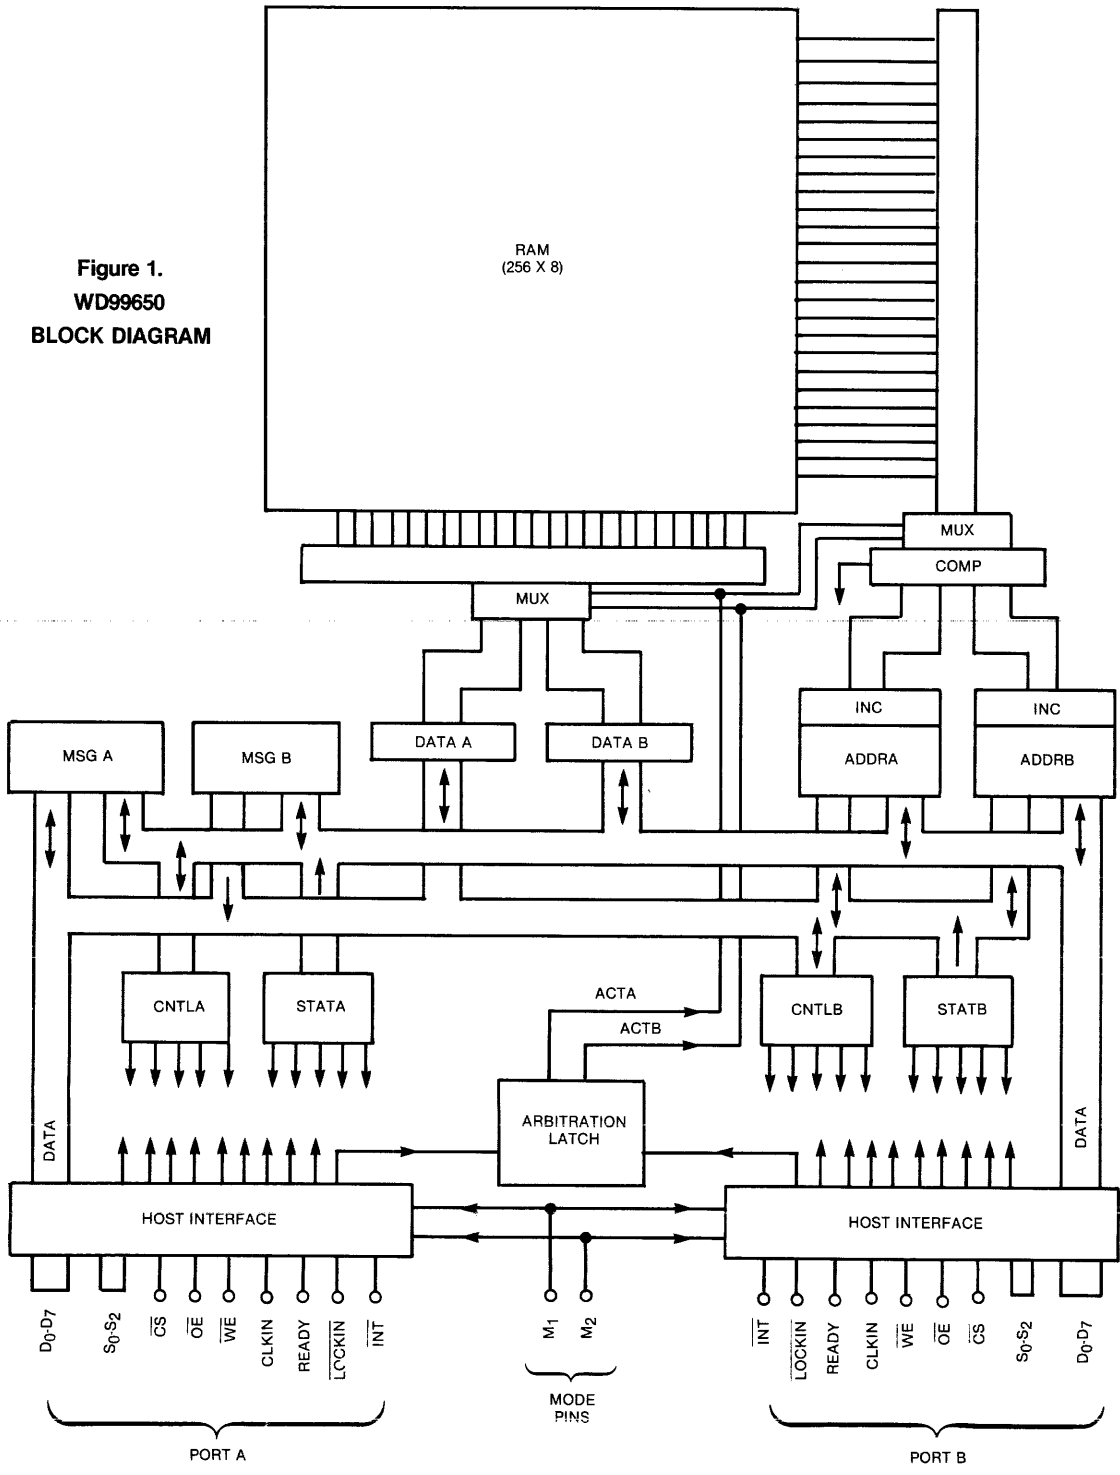 RAM
(256 X 8)
Figure 1.
WD99650
BLOCK DIAGRAM
MUX
COMP
MUX
INC
INC
MSG A
MSG B
DATA A
DATA B
ADDRA
ADDRB
CNTLA
STATA
ACTA
ACTB
CNTLB
STATB
ARBITRATION
LATCH
DATA
DATA
HOST INTERFACE
HOST INTERFACE
D0-D7
S0-S2
CS
OE
WE
CLKIN
READY
LOCKIN
INT
M1
M2
INT
LOCKIN
READY
CLKIN
WE
OE
CS
S0-S2
D0-D7
MODE
PINS
PORT A
PORT B